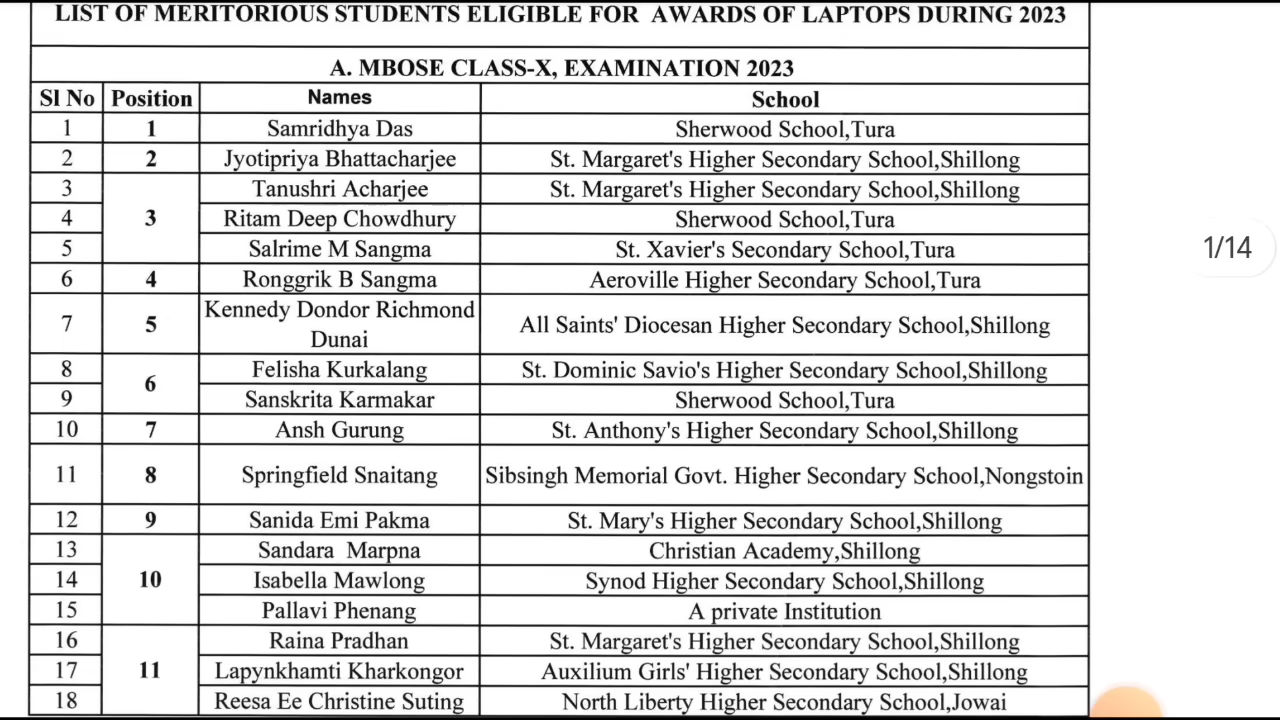 LIST OF MERITORIOUS STUDENTS ELIGIBLE FOR AWARDS OF LAPTOPS DURING 2023
A. MBOSE CLASS-X, EXAMINATION 2023
Sl No Position Names School
1 1 Samridhya Das Sherwood School,Tura
2 2 Jyotipriya Bhattacharjee St. Margaret's Higher Secondary School,Shillong
3 Tanushri Acharjee St. Margaret's Higher Secondary School,Shillong
4 3 Ritam Deep Chowdhury Sherwood School,Tura
5 Salrime M Sangma St. Xavier's Secondary School,Tura
1/14
6 4 Ronggrik B Sangma Aeroville Higher Secondary School,Tura
7 5 Kennedy Dondor Richmond
Dunai All Saints' Diocesan Higher Secondary School,Shillong
8 6 Felisha Kurkalang St. Dominic Savio's Higher Secondary School,Shillong
9 Sanskrita Karmakar Sherwood School,Tura
10 7 Ansh Gurung St. Anthony's Higher Secondary School,Shillong
11 8 Springfield Snaitang Sibsingh Memorial Govt. Higher Secondary School,Nongstoin
12 9 Sanida Emi Pakma St. Mary's Higher Secondary School,Shillong
13 Sandara Marpna Christian Academy,Shillong
14 10 Isabella Mawlong Synod Higher Secondary School,Shillong
15 Pallavi Phenang A private Institution
16 Raina Pradhan St. Margaret's Higher Secondary School,Shillong
17 11 Lapynkhamti Kharkongor Auxilium Girls' Higher Secondary School,Shillong
18 Reesa Ee Christine Suting North Liberty Higher Secondary School,Jowai